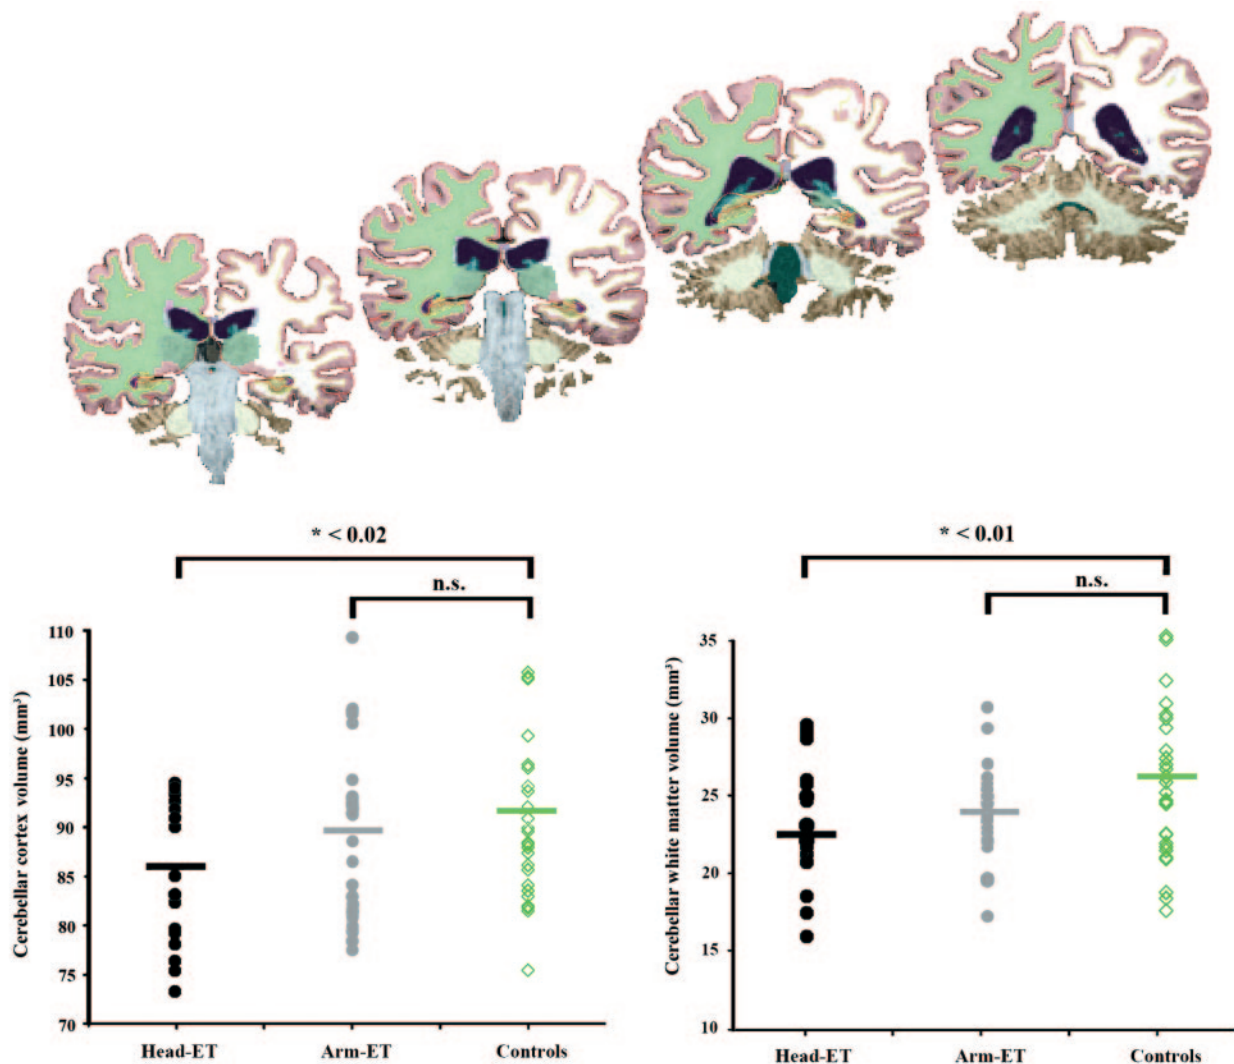 * < 0.02
n.s.
Cerebellar cortex volume (mm³)
110
105
100
95
90
85
80
75
70
Head-ET
Arm-ET
Controls
* < 0.01
n.s.
Cerebellar white matter volume (mm³)
35
30
25
20
15
10
Head-ET
Arm-ET
Controls